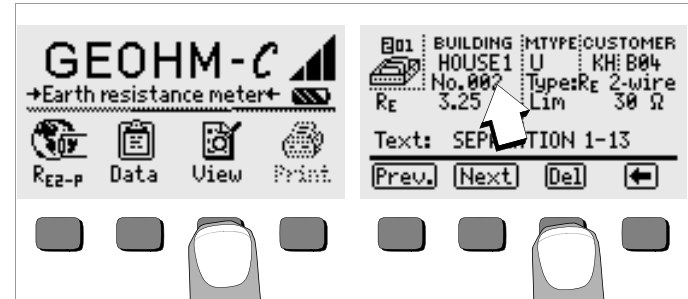 GEOHM-C
→Earth resistance meter←
RE2-P Data View Print
01 BUILDING MTYPE CUSTOMER
HOUSE1 U KH: B04
No.002 Type:RE 2-wire
RE 3.25 Lim 30 Ω
Text: TION 1-13
Prev. Next Del ←